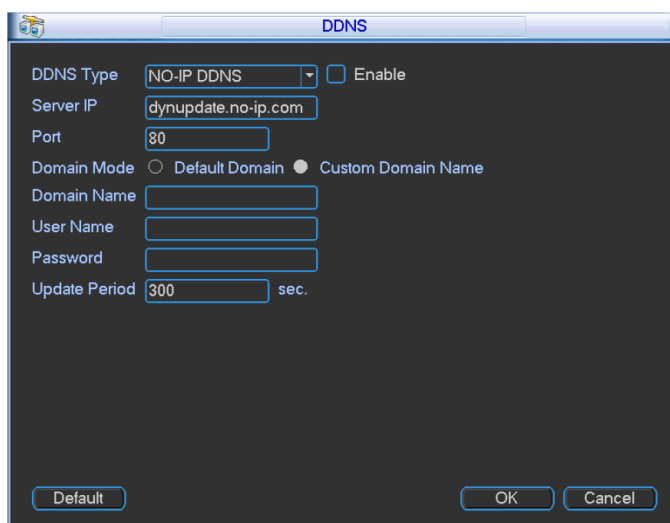 DDNS
DDNS Type NO-IP DDNS Enable
Server IP dynupdate.no-ip.com
Port 80
Domain Mode Default Domain Custom Domain Name
Domain Name
User Name
Password
Update Period 300 sec.
Default OK Cancel